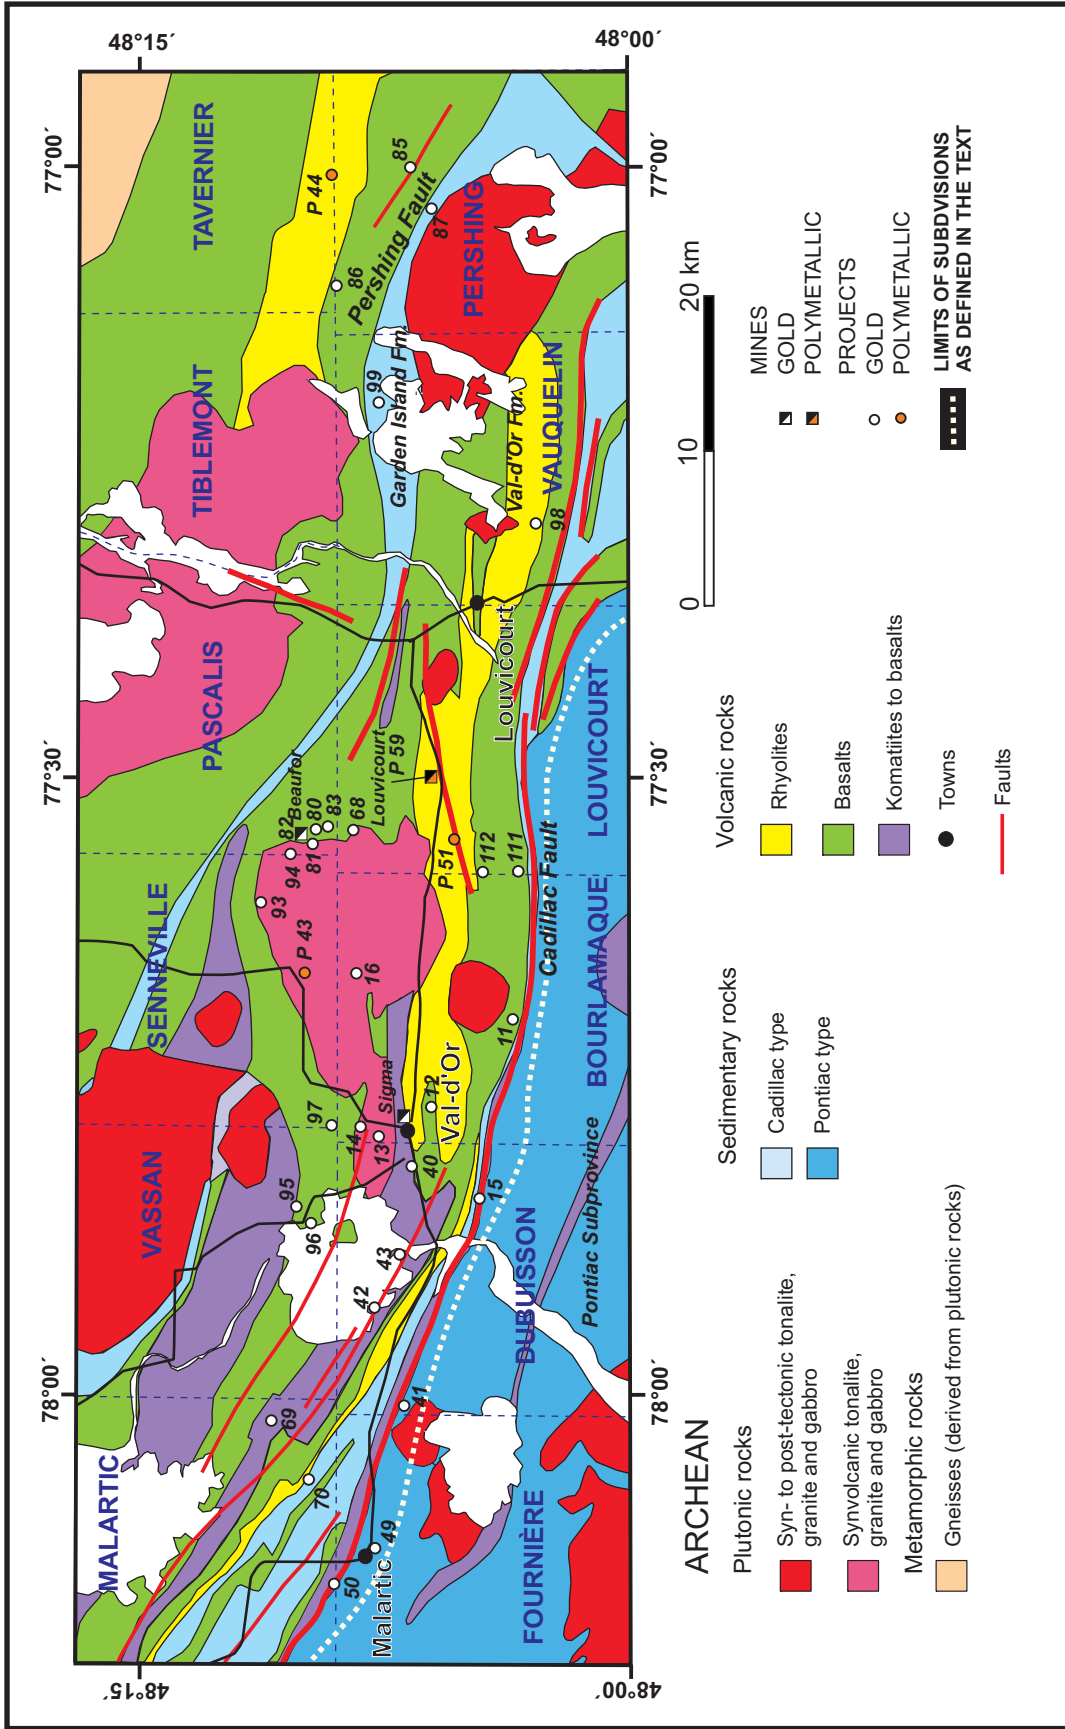 48°15´
48°00´
77°00´
77°30´
78°00´
77°00´
77°30´
78°00´
48°15´
48°00´
MALARTIC
VASSAN
SENNEVILLE
PASCALIS
TIBLEMONT
TAVERNIER
FOURNIÈRE
DUBUISSON
BOURLAMAQUE
LOUVICOURT
VAUQUELIN
PERSHING
Pontiac Subprovince
Cadillac Fault
Pershing Fault
Garden Island Fm.
Val-d'Or Fm.
Malartic
Val-d'Or
Louvicourt
Sigma
Beaufor
Louvicourt
P 59
P 51
P 43
P 44
50
49
70
69
41
42
43
96
95
15
40
13
14
97
12
11
16
93
94
82
81
80
83
68
112
111
98
99
86
87
85
0
10
20 km
ARCHEAN
Plutonic rocks
Syn- to post-tectonic tonalite,
granite and gabbro
Synvolcanic tonalite,
granite and gabbro
Metamorphic rocks
Gneisses (derived from plutonic rocks)
Sedimentary rocks
Cadillac type
Pontiac type
Volcanic rocks
Rhyolites
Basalts
Komatiites to basalts
Towns
Faults
MINES
GOLD
POLYMETALLIC
PROJECTS
GOLD
POLYMETALLIC
LIMITS OF SUBDVISIONS
AS DEFINED IN THE TEXT